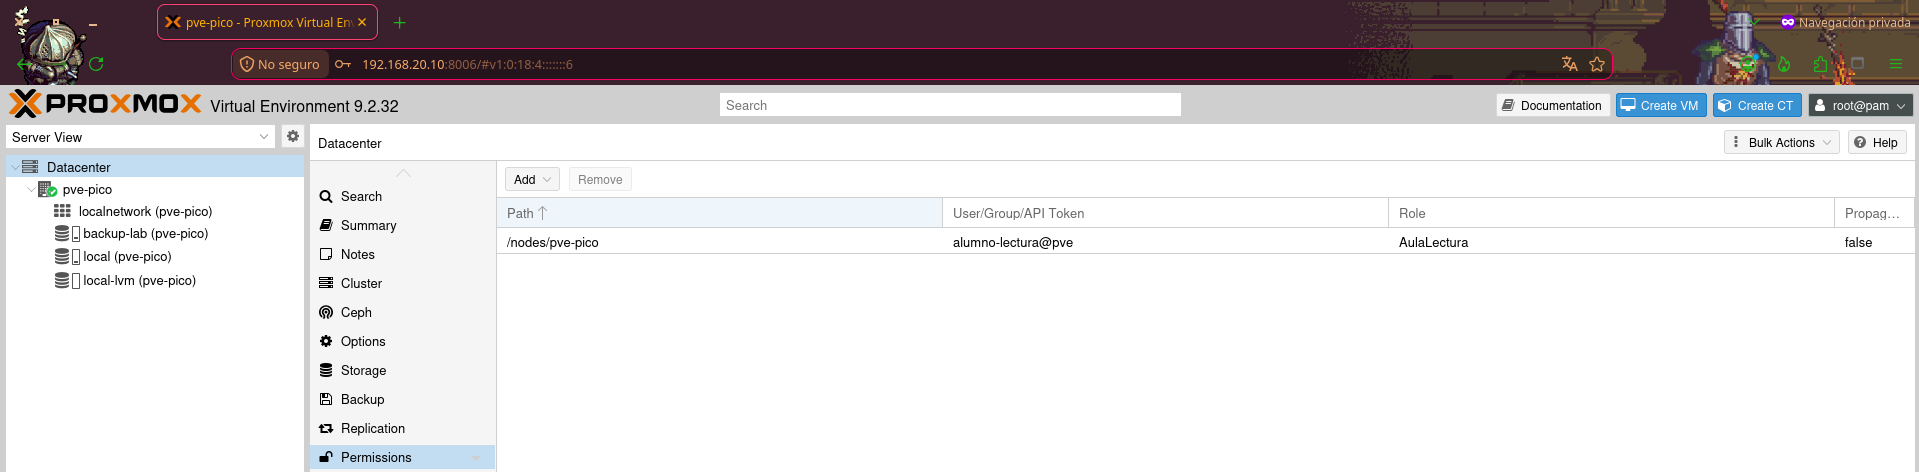 pve-pico - Proxmox Virtual En
Navegación privada
No seguro
192.168.20.10:8006/#v1:0:18:4:::::::6
PROXMOX Virtual Environment 9.2.32
Search
Documentation
Create VM
Create CT
root@pam
Server View
Datacenter
Bulk Actions
Help
Datacenter
pve-pico
localnetwork (pve-pico)
backup-lab (pve-pico)
local (pve-pico)
local-lvm (pve-pico)
Search
Summary
Notes
Cluster
Ceph
Options
Storage
Backup
Replication
Permissions
Add
Remove
Path
User/Group/API Token
Role
Propag...
/nodes/pve-pico
alumno-lectura@pve
AulaLectura
false